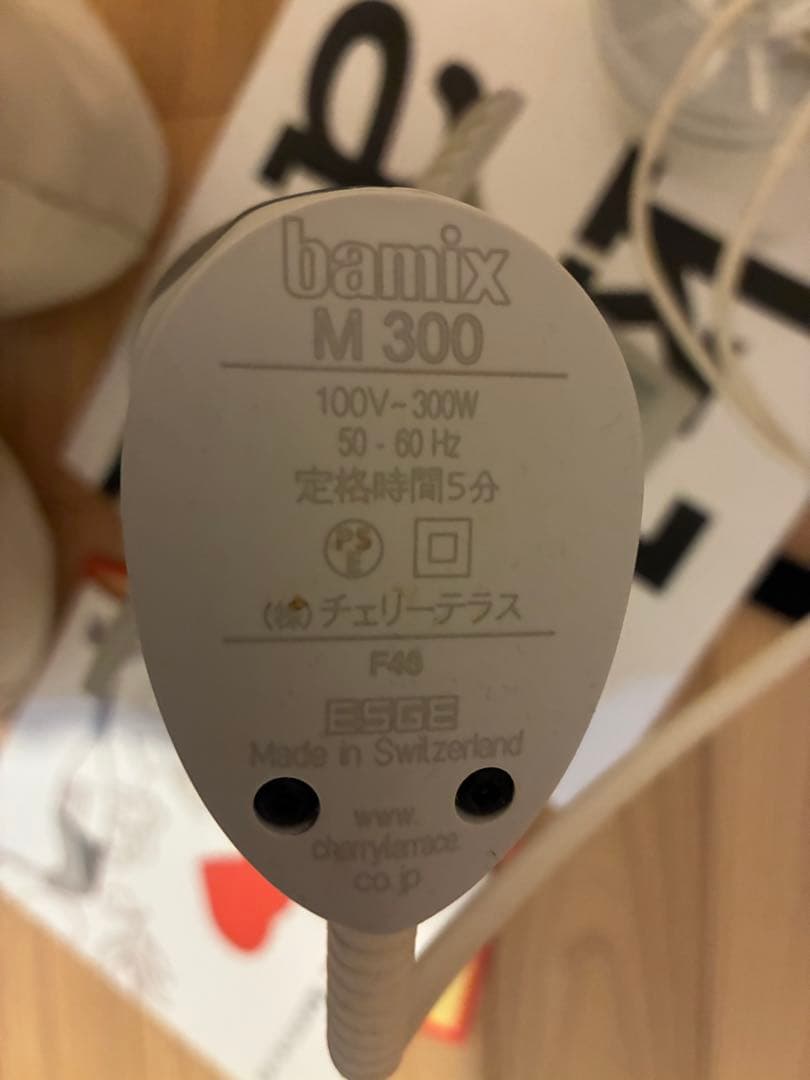 bamix
M 300
100V~300W
50 - 60 Hz
定格時間5分
PS
E
(株)チェリーテラス
F46
ESGE
Made in Switzerland
www.
cherryterrace.
co.jp